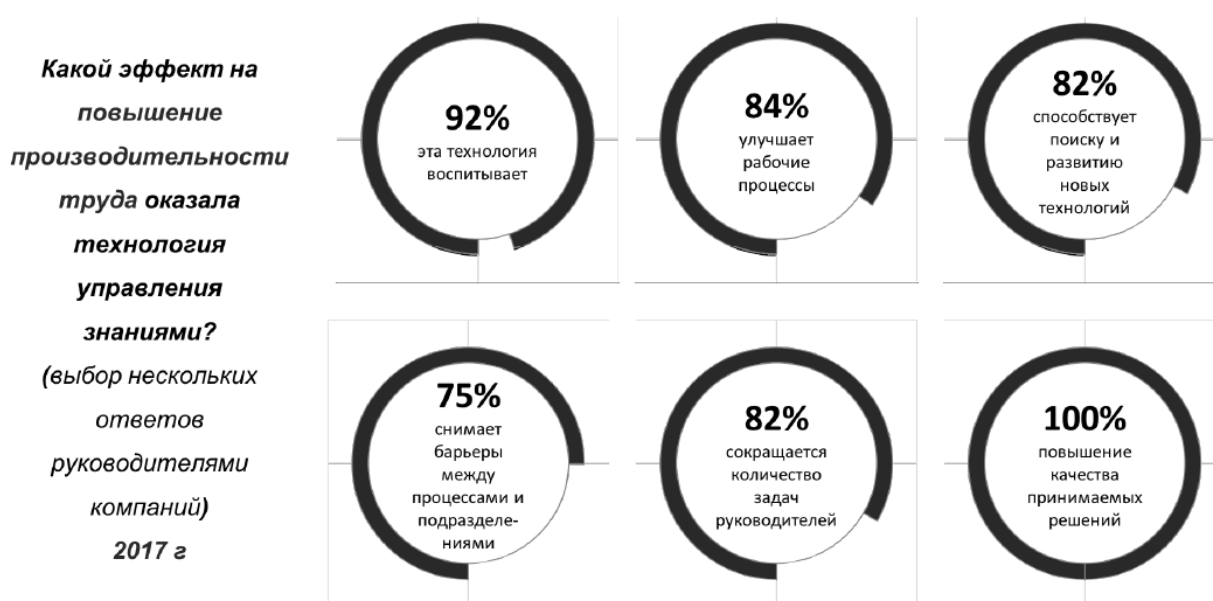 Какой эффект на
повышение
производительности
труда оказала
технология
управления
знаниями?
(выбор нескольких
ответов
руководителями
компаний)
2017 г
92%
эта технология
воспитывает
84%
улучшает
рабочие
процессы
82%
способствует
поиску и
развитию
новых
технологий
75%
снимает
барьеры
между
процессами и
подразделе-
ниями
82%
сокращается
количество
задач
руководителей
100%
повышение
качества
принимаемых
решений